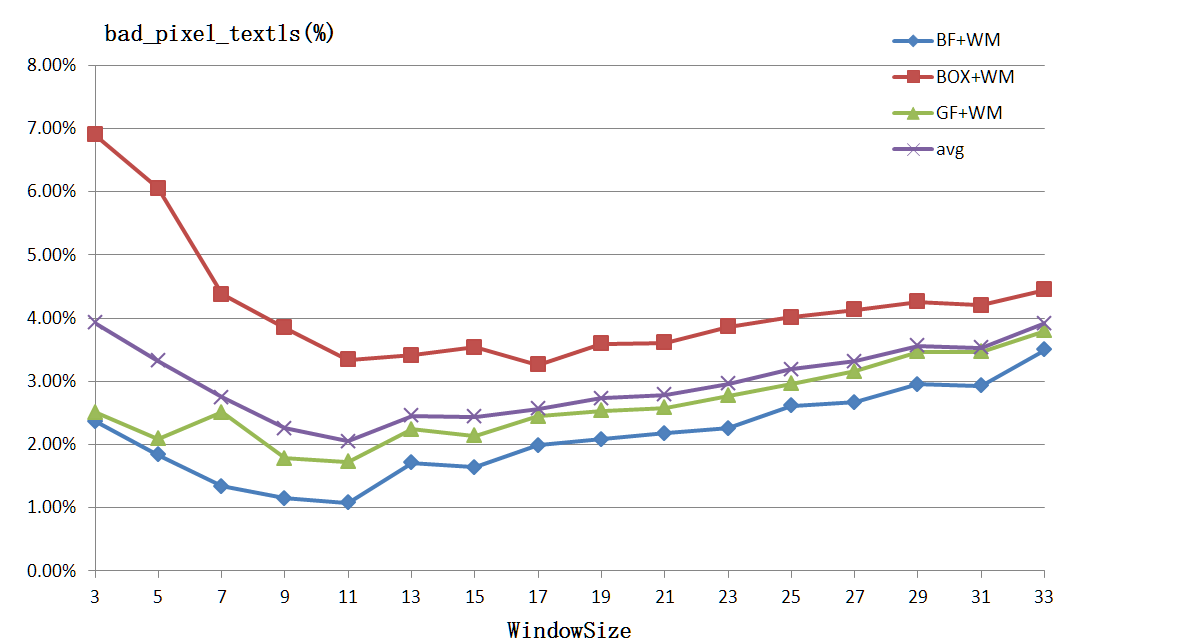 bad_pixel_textls(%)
BF+WM
BOX+WM
GF+WM
avg
8.00%
7.00%
6.00%
5.00%
4.00%
3.00%
2.00%
1.00%
0.00%
3 5 7 9 11 13 15 17 19 21 23 25 27 29 31 33
WindowSize